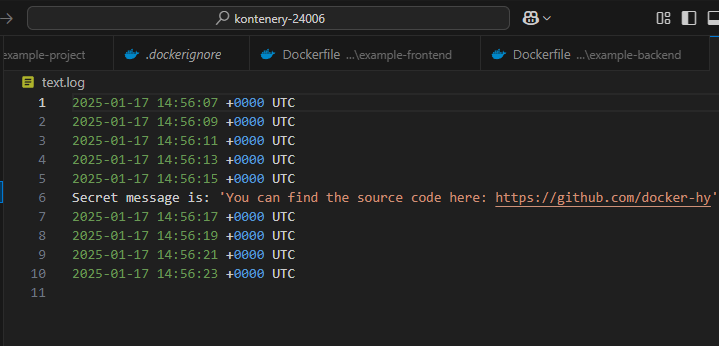 kontenery-24006
example-project
.dockerignore
Dockerfile ...\example-frontend
Dockerfile ...\example-backend
text.log
1 2025-01-17 14:56:07 +0000 UTC
2 2025-01-17 14:56:09 +0000 UTC
3 2025-01-17 14:56:11 +0000 UTC
4 2025-01-17 14:56:13 +0000 UTC
5 2025-01-17 14:56:15 +0000 UTC
6 Secret message is: 'You can find the source code here: https://github.com/docker-hy'
7 2025-01-17 14:56:17 +0000 UTC
8 2025-01-17 14:56:19 +0000 UTC
9 2025-01-17 14:56:21 +0000 UTC
10 2025-01-17 14:56:23 +0000 UTC
11